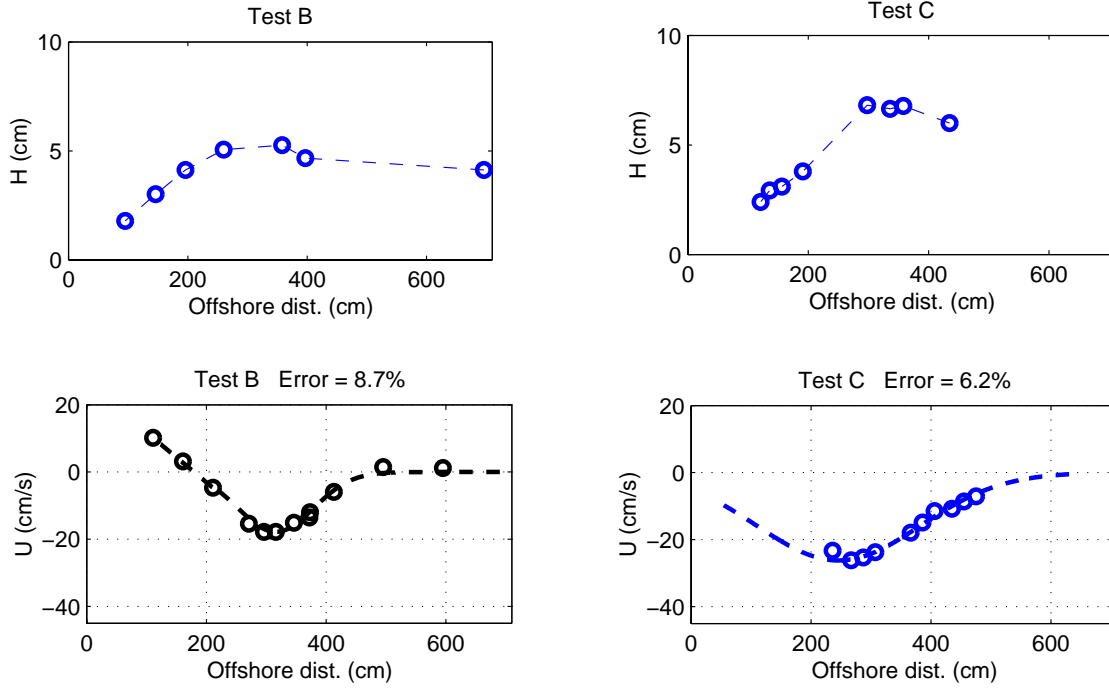 Test B
10
5
0
H (cm)
0 200 400 600
Offshore dist. (cm)
Test C
10
5
0
H (cm)
0 200 400 600
Offshore dist. (cm)
Test B Error = 8.7%
20
0
−20
−40
U (cm/s)
0 200 400 600
Offshore dist. (cm)
Test C Error = 6.2%
20
0
−20
−40
U (cm/s)
0 200 400 600
Offshore dist. (cm)